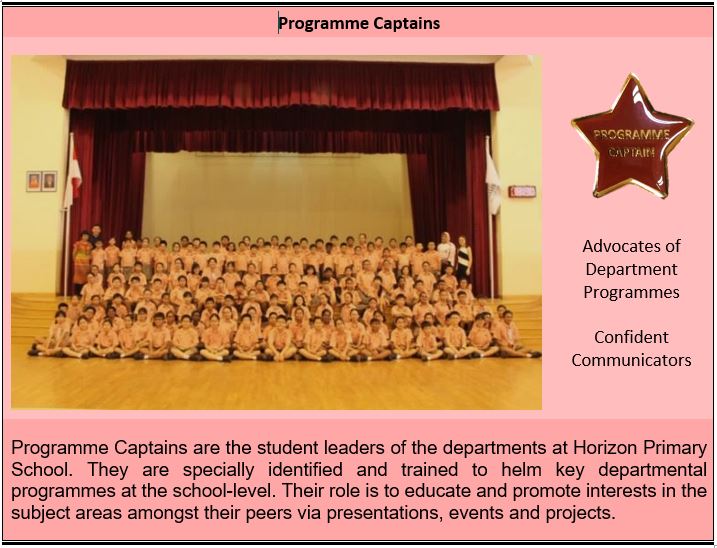 Programme Captains
PROGRAMME
CAPTAIN
Advocates of
Department
Programmes
Confident
Communicators
Programme Captains are the student leaders of the departments at Horizon Primary
School. They are specially identified and trained to helm key departmental
programmes at the school-level. Their role is to educate and promote interests in the
subject areas amongst their peers via presentations, events and projects.